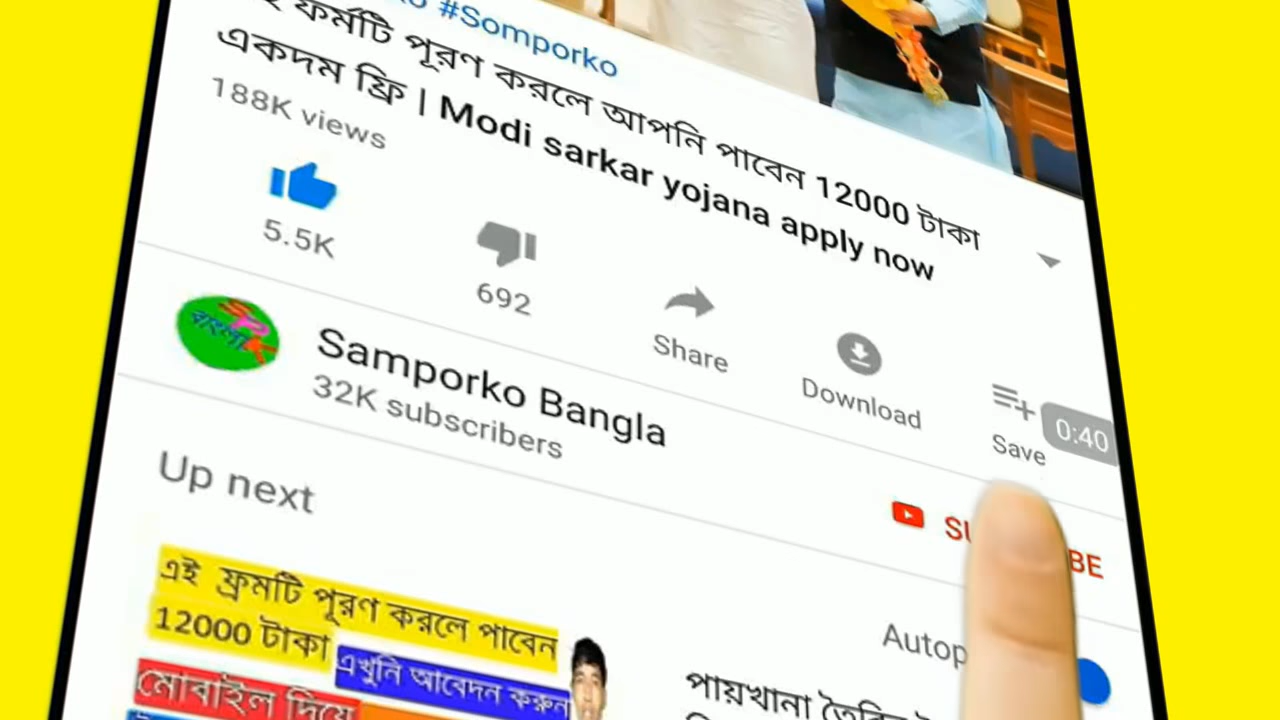 #Somporko
ফর্মটি পূরণ করলে আপনি পাবেন 12000 টাকা
একদম ফ্রি | Modi sarkar yojana apply now
188K views
5.5K
692
Share
Download
Save
0:40
বাংলা
Samporko Bangla
32K subscribers
Up next
এই ফ্রমটি পূরণ করলে পাবেন
12000 টাকা
এখুনি আবেদন করুন
মোবাইল দিয়ে
পায়খানা তৈরির